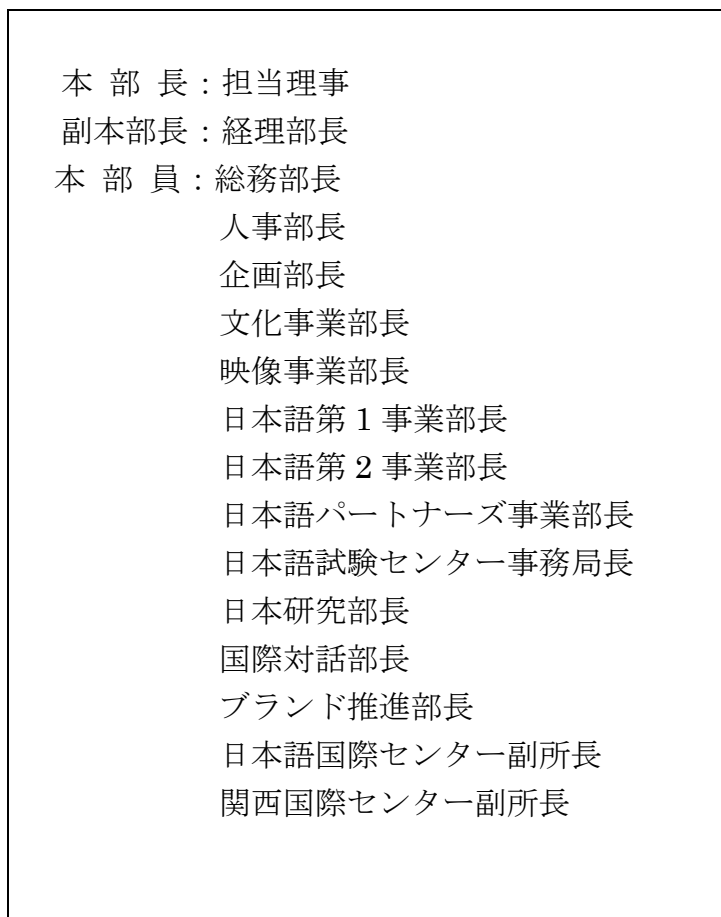 本 部 長：担当理事
副本部長：経理部長
本 部 員：総務部長
人事部長
企画部長
文化事業部長
映像事業部長
日本語第 1 事業部長
日本語第 2 事業部長
日本語パートナーズ事業部長
日本語試験センター事務局長
日本研究部長
国際対話部長
ブランド推進部長
日本語国際センター副所長
関西国際センター副所長